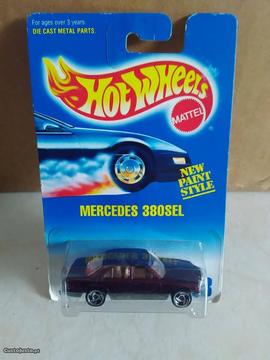 For ages over 3 years.
DIE CAST METAL PARTS.
Hot Wheels
MATTEL
NEW
PAINT
STYLE
MERCEDES 380SEL